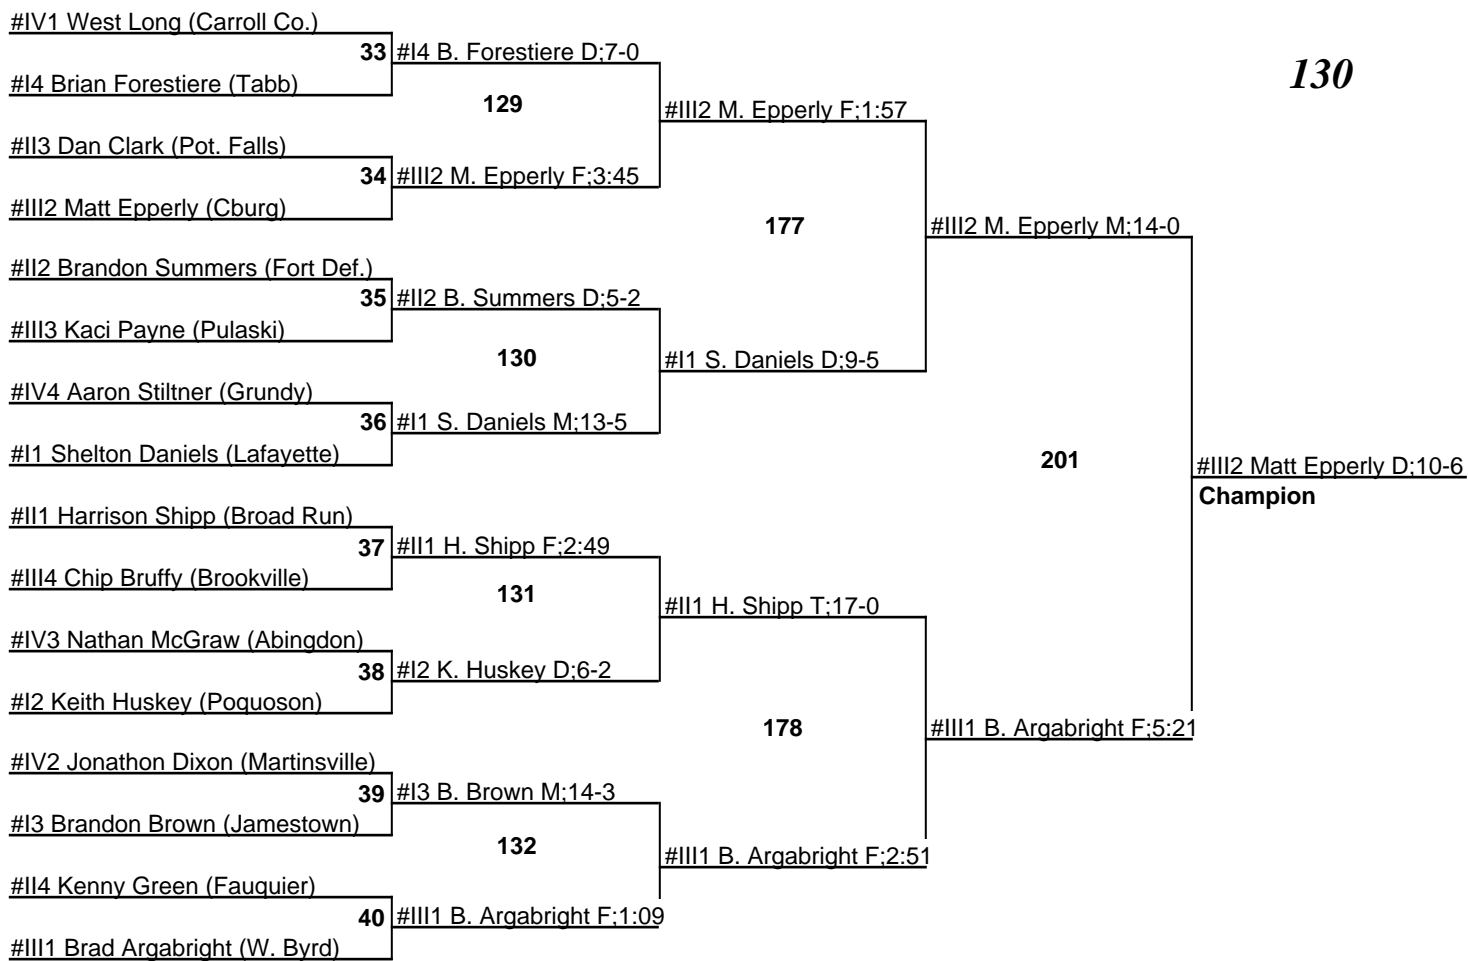 #IV1 West Long (Carroll Co.)
33 #I4 B. Forestiere D;7-0
130
#I4 Brian Forestiere (Tabb)
129
#III2 M. Epperly F;1:57
#II3 Dan Clark (Pot. Falls)
34 #III2 M. Epperly F;3:45
#III2 Matt Epperly (Cburg)
177
#III2 M. Epperly M;14-0
#II2 Brandon Summers (Fort Def.)
35 #II2 B. Summers D;5-2
#III3 Kaci Payne (Pulaski)
130
#I1 S. Daniels D;9-5
#IV4 Aaron Stiltner (Grundy)
36 #I1 S. Daniels M;13-5
#I1 Shelton Daniels (Lafayette)
201
#III2 Matt Epperly D;10-6
Champion
#II1 Harrison Shipp (Broad Run)
37 #II1 H. Shipp F;2:49
#III4 Chip Bruffy (Brookville)
131
#II1 H. Shipp T;17-0
#IV3 Nathan McGraw (Abingdon)
38 #I2 K. Huskey D;6-2
#I2 Keith Huskey (Poquoson)
178
#III1 B. Argabright F;5:21
#IV2 Jonathon Dixon (Martinsville)
39 #I3 B. Brown M;14-3
#I3 Brandon Brown (Jamestown)
132
#III1 B. Argabright F;2:51
#II4 Kenny Green (Fauquier)
40 #III1 B. Argabright F;1:09
#III1 Brad Argabright (W. Byrd)